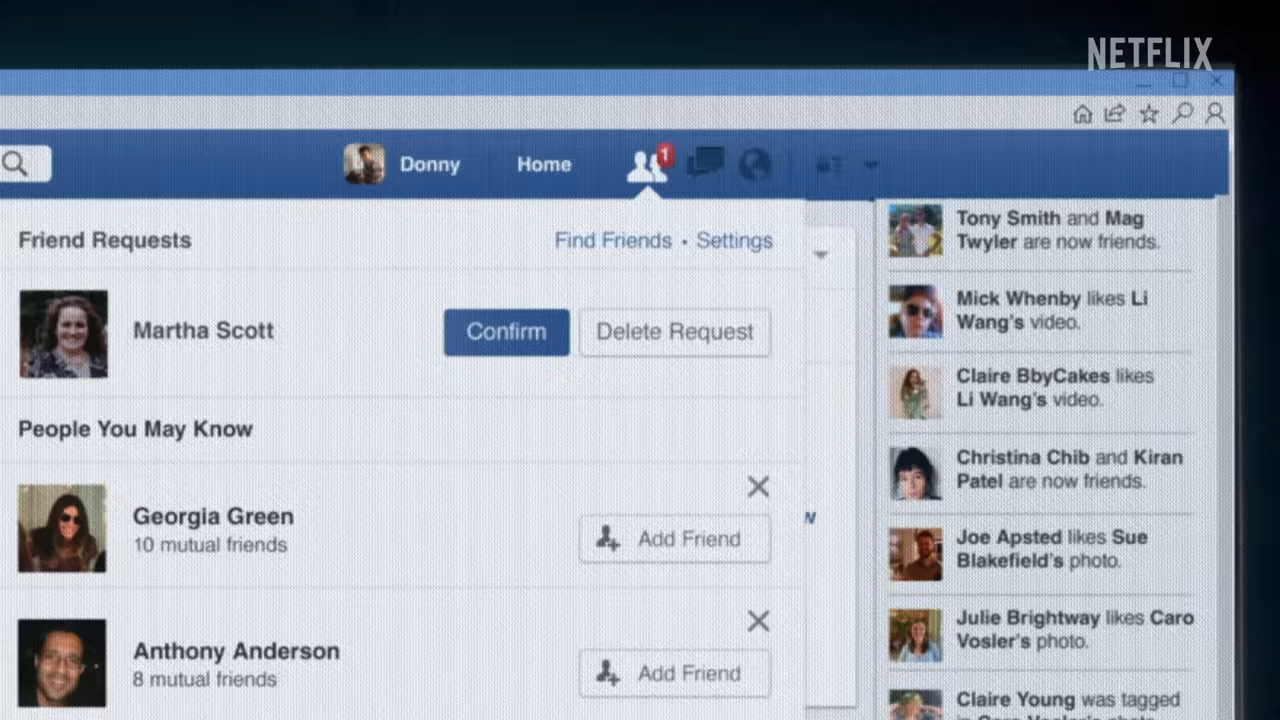 NETFLIX
Donny
Home
1
Friend Requests
Find Friends · Settings
Martha Scott
Confirm
Delete Request
People You May Know
Georgia Green
10 mutual friends
Add Friend
Anthony Anderson
8 mutual friends
Add Friend
w
Tony Smith and Mag
Twyler are now friends.
Mick Whenby likes Li
Wang's video.
Claire BbyCakes likes
Li Wang's video.
Christina Chib and Kiran
Patel are now friends.
Joe Apsted likes Sue
Blakefield's photo.
Julie Brightway likes Caro
Vosler's photo.
Claire Young was tagged
in Caro Vosler's photo.